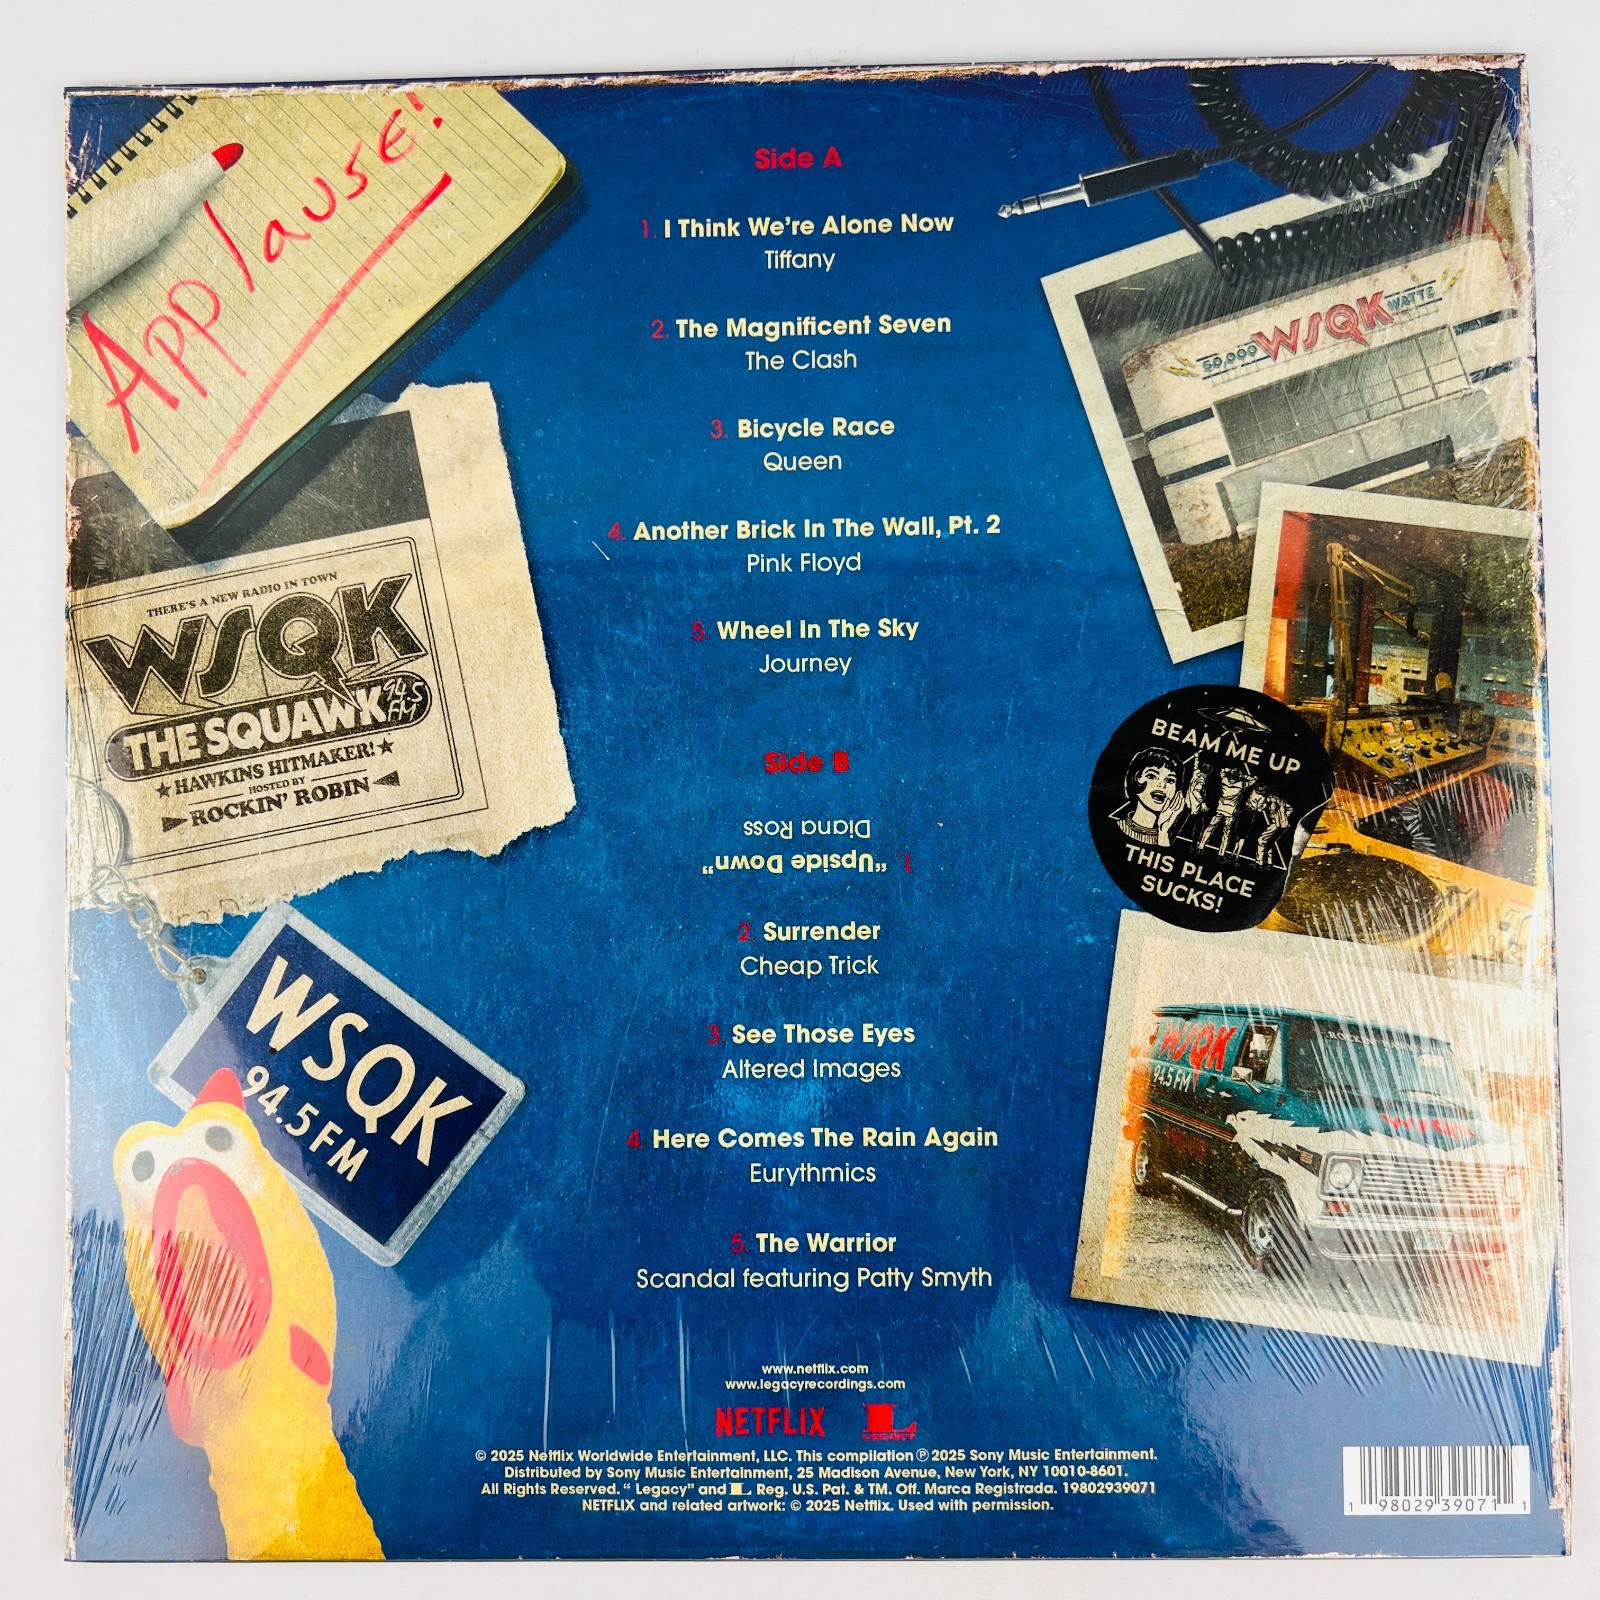 Applause!
THERE'S A NEW RADIO IN TOWN
WSQK
THE SQUAWK 94.5 FM
★HAWKINS HITMAKER!★
HOSTED BY
ROCKIN' ROBIN
WSQK
94.5 FM
Side A
1. I Think We're Alone Now
Tiffany
2. The Magnificent Seven
The Clash
3. Bicycle Race
Queen
4. Another Brick In The Wall, Pt. 2
Pink Floyd
5. Wheel In The Sky
Journey
Side B
1. "Upside Down"
Diana Ross
2. Surrender
Cheap Trick
3. See Those Eyes
Altered Images
4. Here Comes The Rain Again
Eurythmics
5. The Warrior
Scandal featuring Patty Smyth
50,000 WSQK WATTS
BEAM ME UP
THIS PLACE
SUCKS!
WSQK
94.5 FM
www.netflix.com
www.legacyrecordings.com
NETFLIX L
LEGACY
© 2025 Netflix Worldwide Entertainment, LLC. This compilation ℗ 2025 Sony Music Entertainment.
Distributed by Sony Music Entertainment, 25 Madison Avenue, New York, NY 10010-8601.
All Rights Reserved. “ Legacy” and L Reg. U.S. Pat. & TM. Off. Marca Registrada. 19802939071
NETFLIX and related artwork: © 2025 Netflix. Used with permission.
1 98029 39071 1